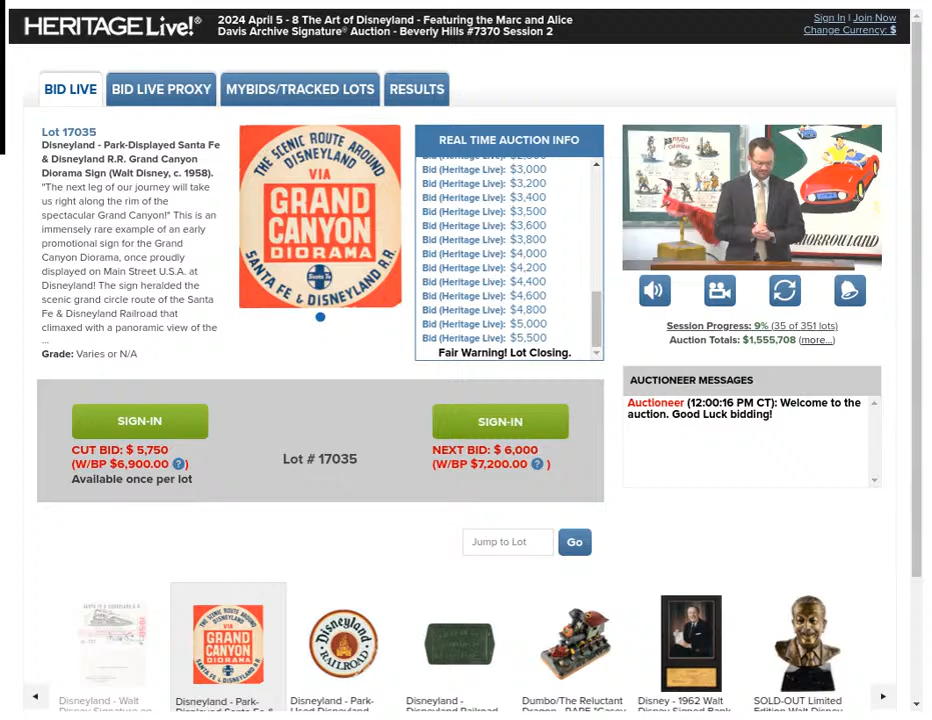 HERITAGE Live!®
2024 April 5 - 8 The Art of Disneyland - Featuring the Marc and Alice
Davis Archive Signature® Auction - Beverly Hills #7370 Session 2
Sign In | Join Now
Change Currency: $
BID LIVE
BID LIVE PROXY
MYBIDS/TRACKED LOTS
RESULTS
Lot 17035
Disneyland - Park-Displayed Santa Fe
& Disneyland R.R. Grand Canyon
Diorama Sign (Walt Disney, c. 1958).
"The next leg of our journey will take
us right along the rim of the
spectacular Grand Canyon!" This is an
immensely rare example of an early
promotional sign for the Grand
Canyon Diorama, once proudly
displayed on Main Street U.S.A. at
Disneyland! The sign heralded the
scenic grand circle route of the Santa
Fe & Disneyland Railroad that
climaxed with a panoramic view of the
...
Grade: Varies or N/A
THE SCENIC ROUTE AROUND
DISNEYLAND
VIA
GRAND
CANYON
DIORAMA
Santa Fe
SANTA FE & DISNEYLAND R.R.
REAL TIME AUCTION INFO
Bid (Heritage Live): $3,000
Bid (Heritage Live): $3,200
Bid (Heritage Live): $3,400
Bid (Heritage Live): $3,500
Bid (Heritage Live): $3,600
Bid (Heritage Live): $3,800
Bid (Heritage Live): $4,000
Bid (Heritage Live): $4,200
Bid (Heritage Live): $4,400
Bid (Heritage Live): $4,600
Bid (Heritage Live): $4,800
Bid (Heritage Live): $5,000
Bid (Heritage Live): $5,500
Fair Warning! Lot Closing.
Session Progress: 9% (35 of 351 lots)
Auction Totals: $1,555,708 (more...)
AUCTIONEER MESSAGES
Auctioneer (12:00:16 PM CT): Welcome to the
auction. Good Luck bidding!
SIGN-IN
CUT BID: $ 5,750
(W/BP $6,900.00 ?)
Available once per lot
Lot # 17035
SIGN-IN
NEXT BID: $ 6,000
(W/BP $7,200.00 ? )
Jump to Lot
Go
THE SCENIC ROUTE AROUND
DISNEYLAND
VIA
GRAND
CANYON
DIORAMA
SANTA FE & DISNEYLAND R.R.
Disneyland
RAILROAD
Disneyland - Walt
Disneyland - Park-
Disneyland - Park-
Disneyland -
Dumbo/The Reluctant
Disney - 1962 Walt
SOLD-OUT Limited
Disney Signature on
Displayed Santa Fe &
Used Disneyland
Disneyland Railroad
Dragon - RARE "Casey
Disney Signed Bank
Edition Walt Disney